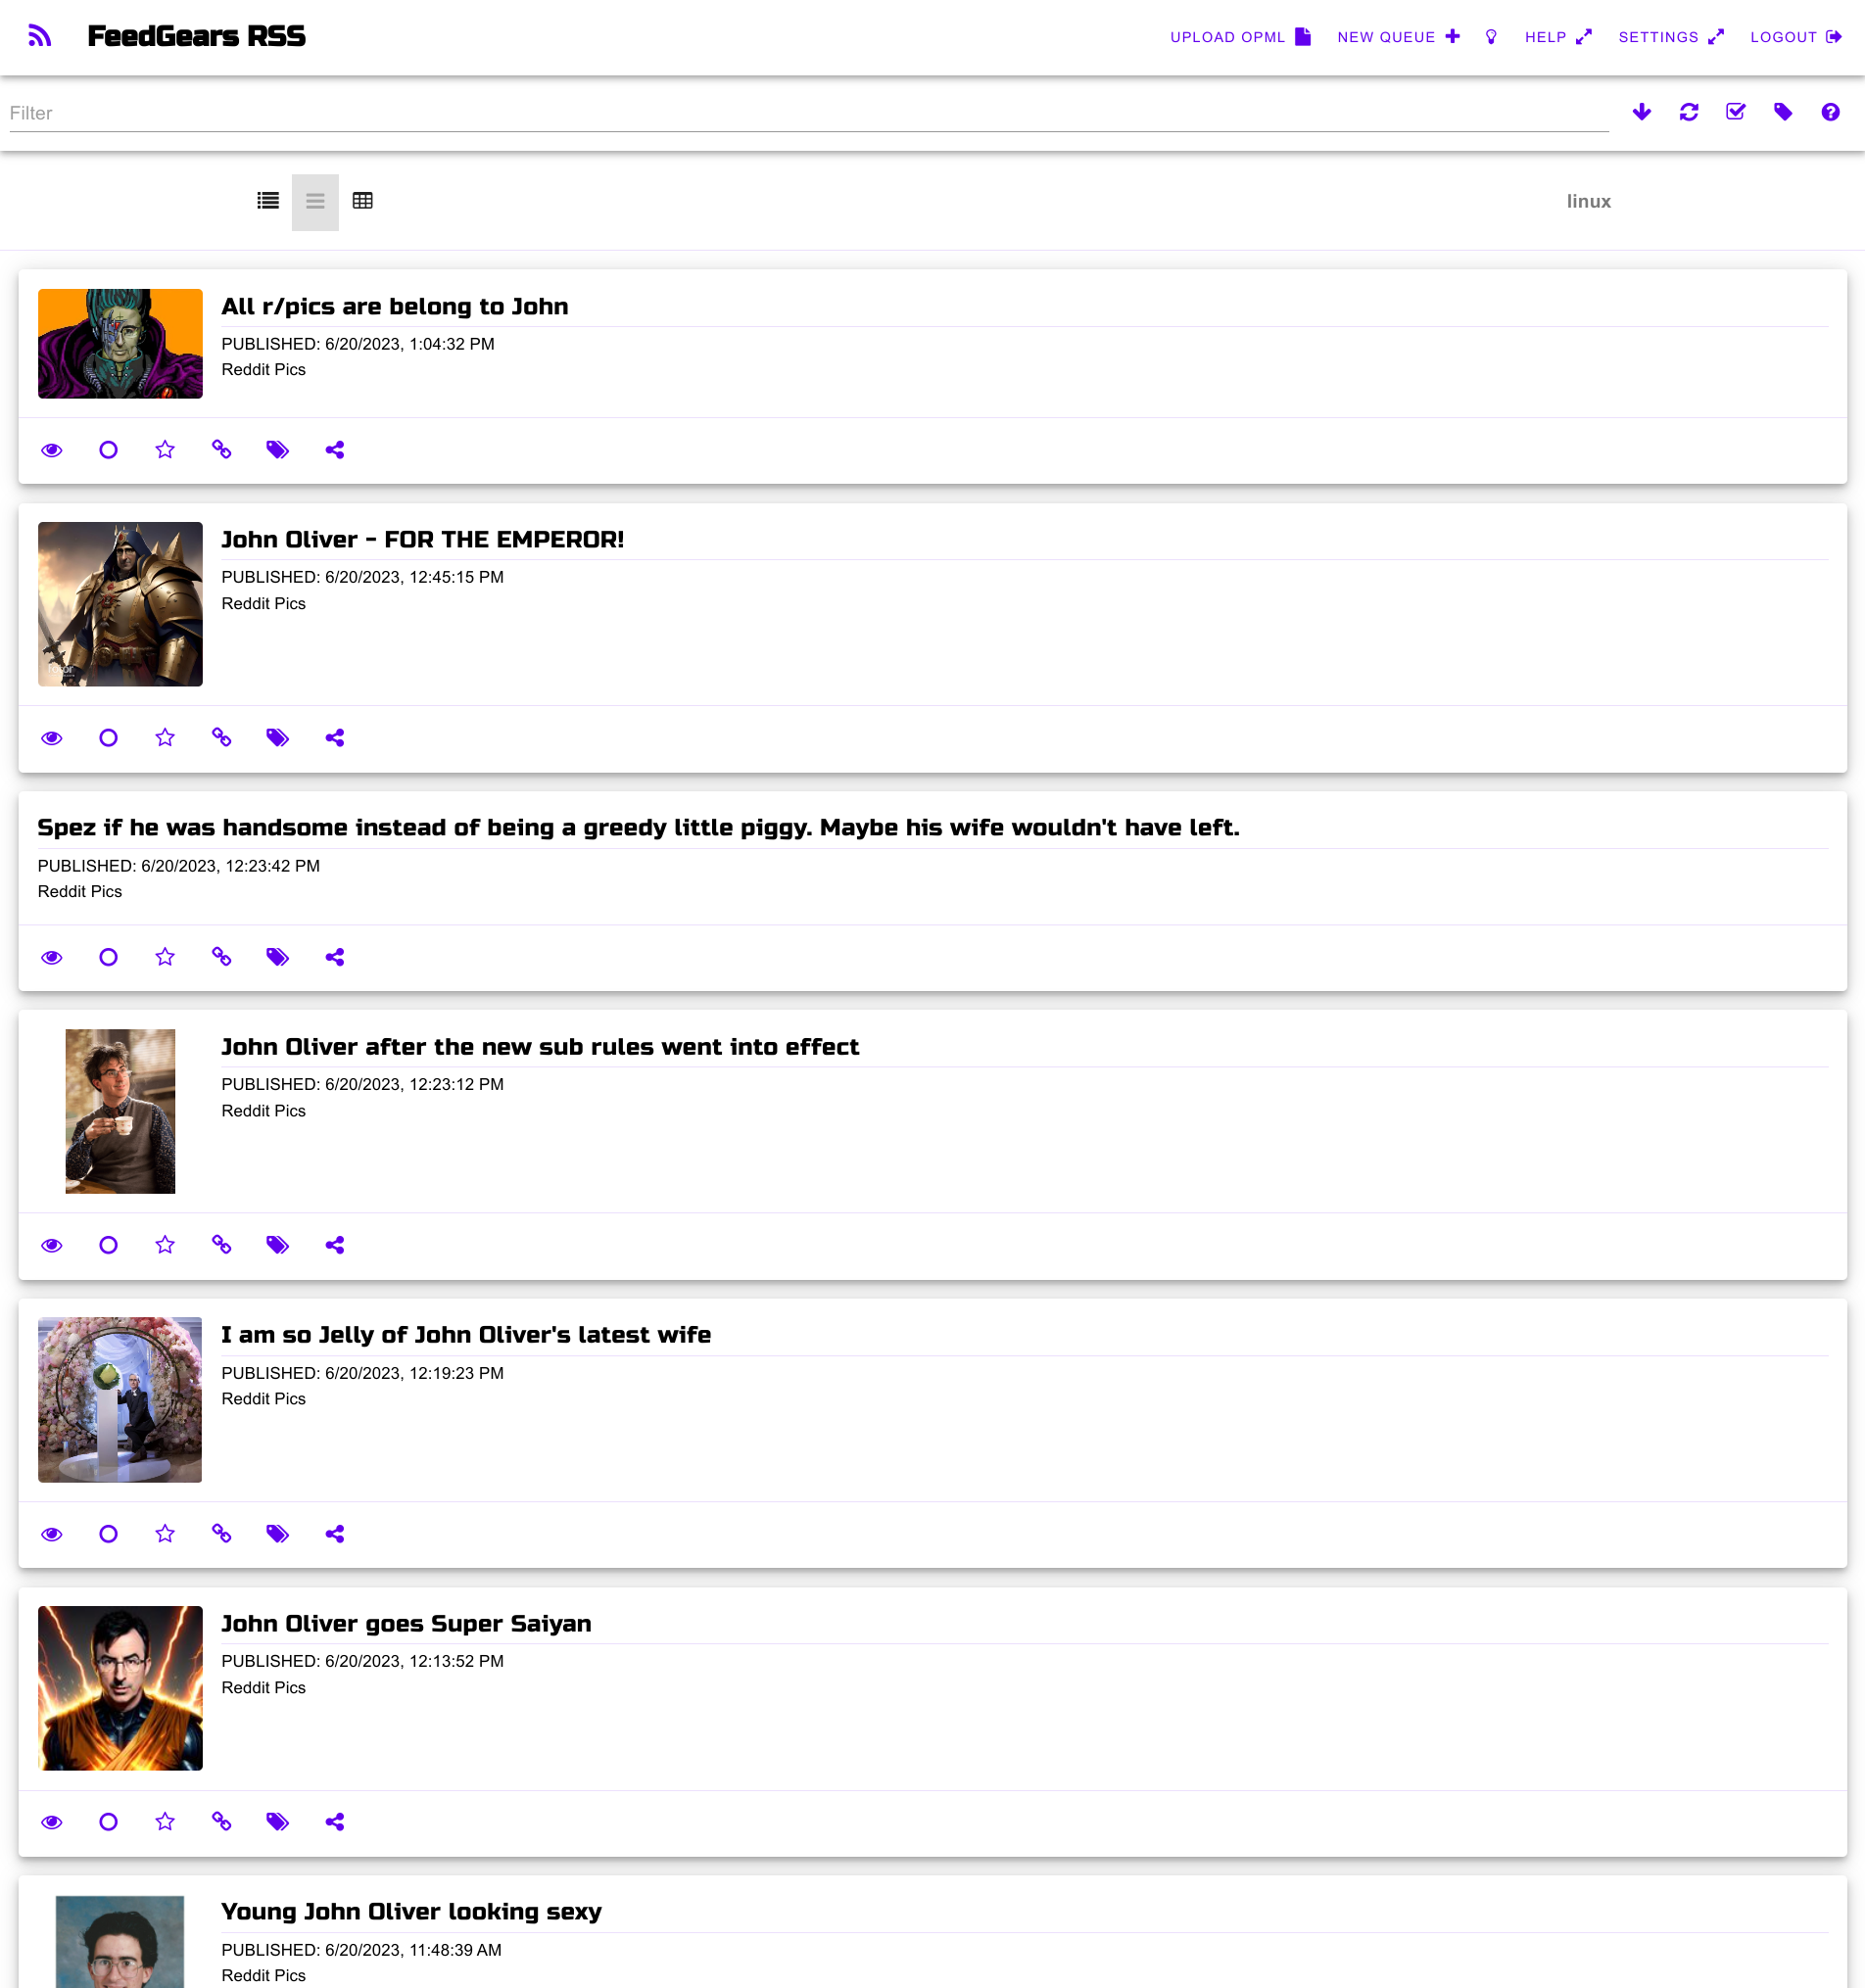 FeedGears RSS
UPLOAD OPML
NEW QUEUE
HELP
SETTINGS
LOGOUT
Filter
linux
All r/pics are belong to John
PUBLISHED: 6/20/2023, 1:04:32 PM
Reddit Pics
John Oliver - FOR THE EMPEROR!
PUBLISHED: 6/20/2023, 12:45:15 PM
Reddit Pics
Spez if he was handsome instead of being a greedy little piggy. Maybe his wife wouldn't have left.
PUBLISHED: 6/20/2023, 12:23:42 PM
Reddit Pics
John Oliver after the new sub rules went into effect
PUBLISHED: 6/20/2023, 12:23:12 PM
Reddit Pics
I am so Jelly of John Oliver's latest wife
PUBLISHED: 6/20/2023, 12:19:23 PM
Reddit Pics
John Oliver goes Super Saiyan
PUBLISHED: 6/20/2023, 12:13:52 PM
Reddit Pics
Young John Oliver looking sexy
PUBLISHED: 6/20/2023, 11:48:39 AM
Reddit Pics